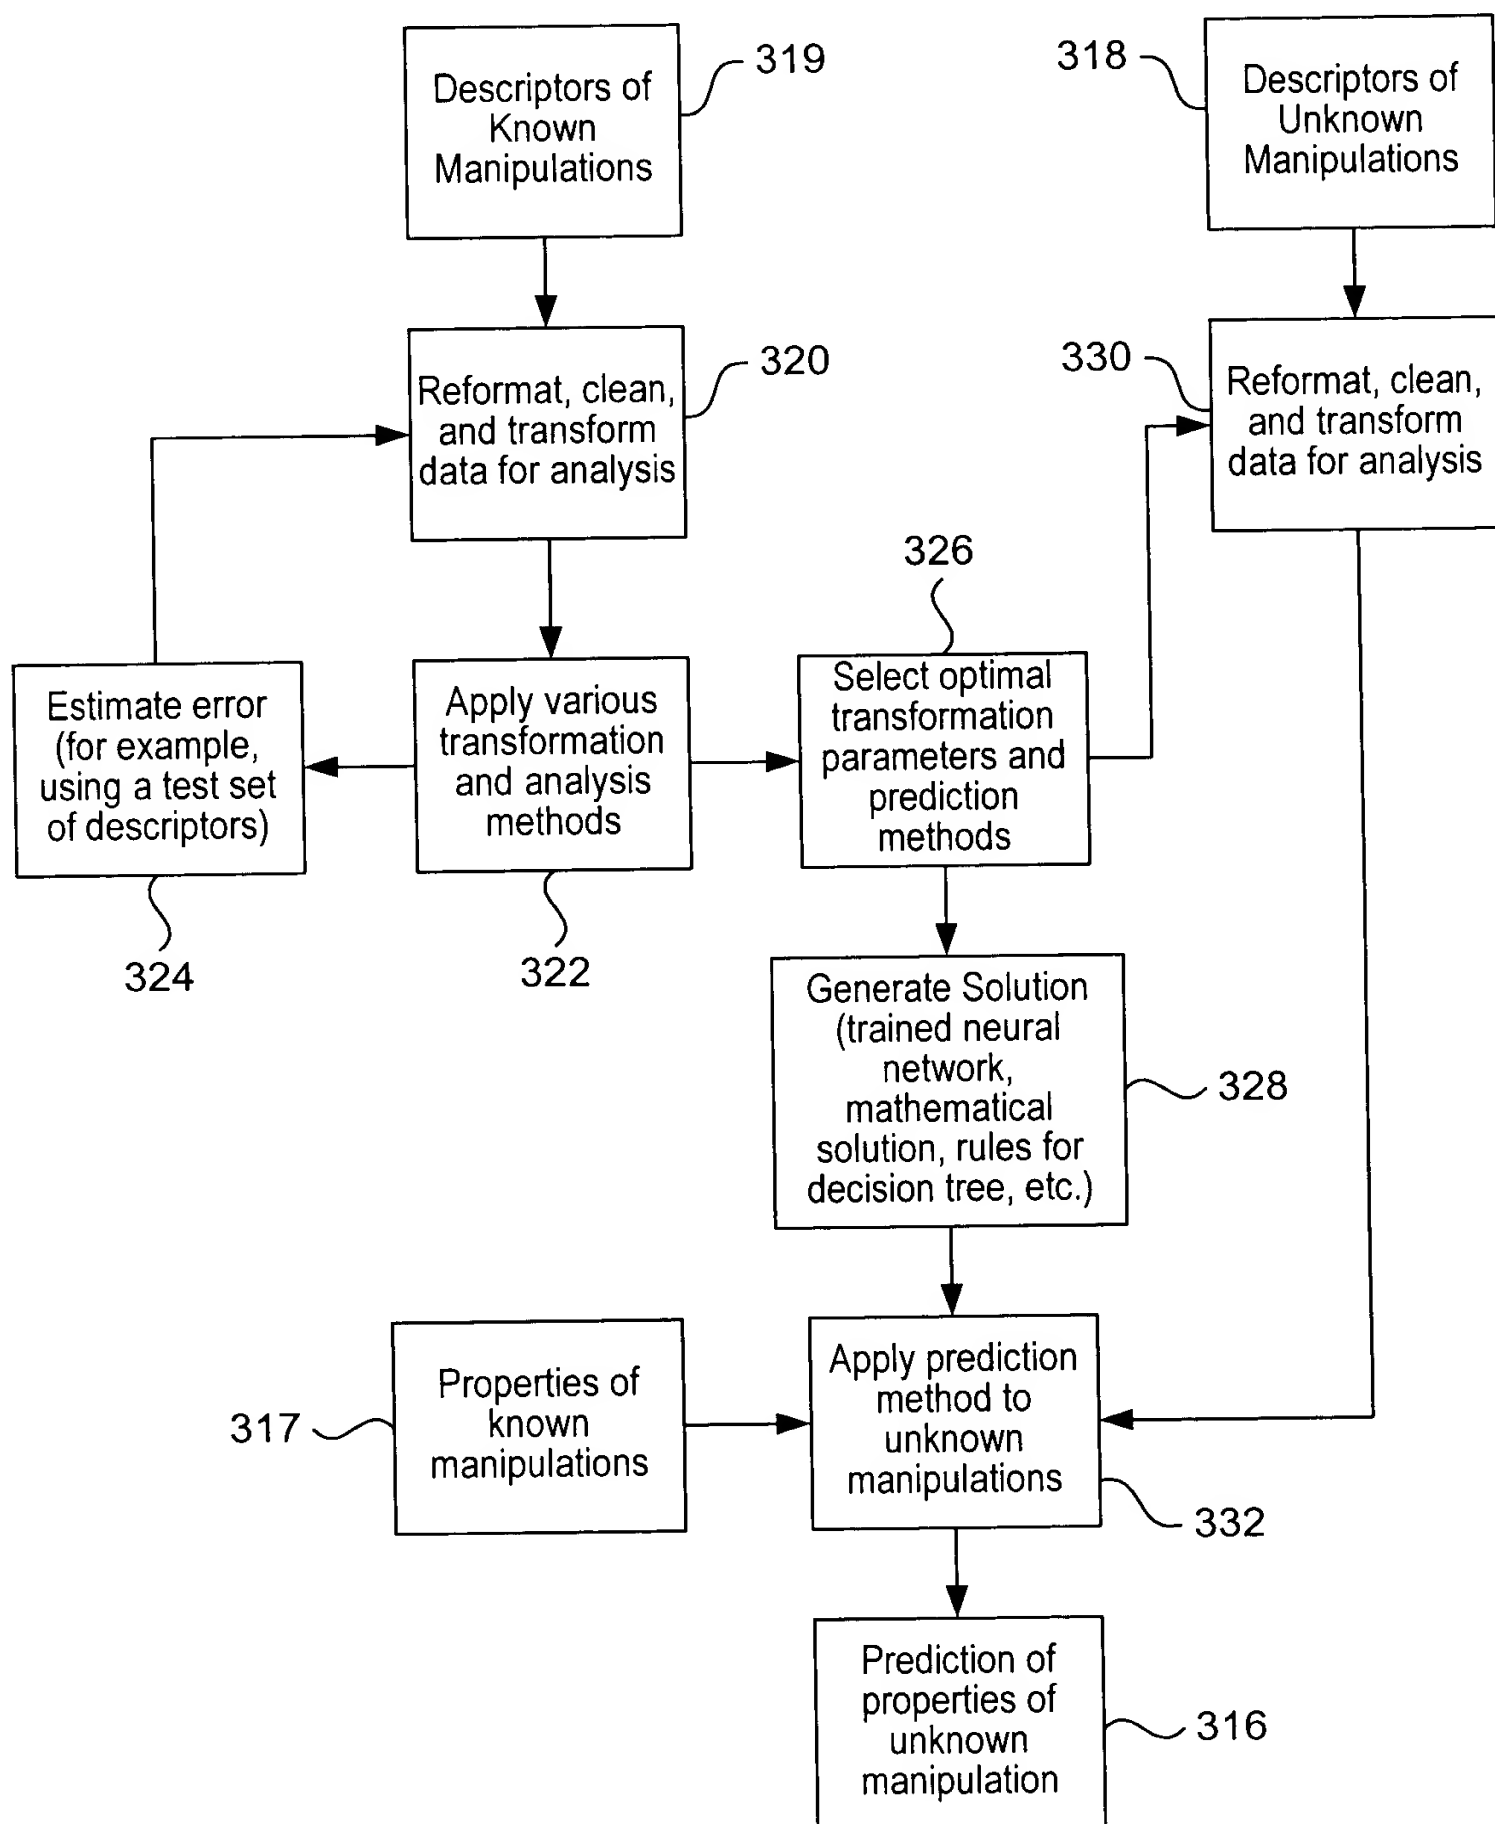 Descriptors of
Known
Manipulations
319
318
Descriptors of
Unknown
Manipulations
Reformat, clean,
and transform
data for analysis
320
330
Reformat, clean,
and transform
data for analysis
326
Estimate error
(for example,
using a test set
of descriptors)
324
Apply various
transformation
and analysis
methods
322
Select optimal
transformation
parameters and
prediction
methods
Generate Solution
(trained neural
network,
mathematical
solution, rules for
decision tree, etc.)
328
317
Properties of
known
manipulations
Apply prediction
method to
unknown
manipulations
332
Prediction of
properties of
unknown
manipulation
316